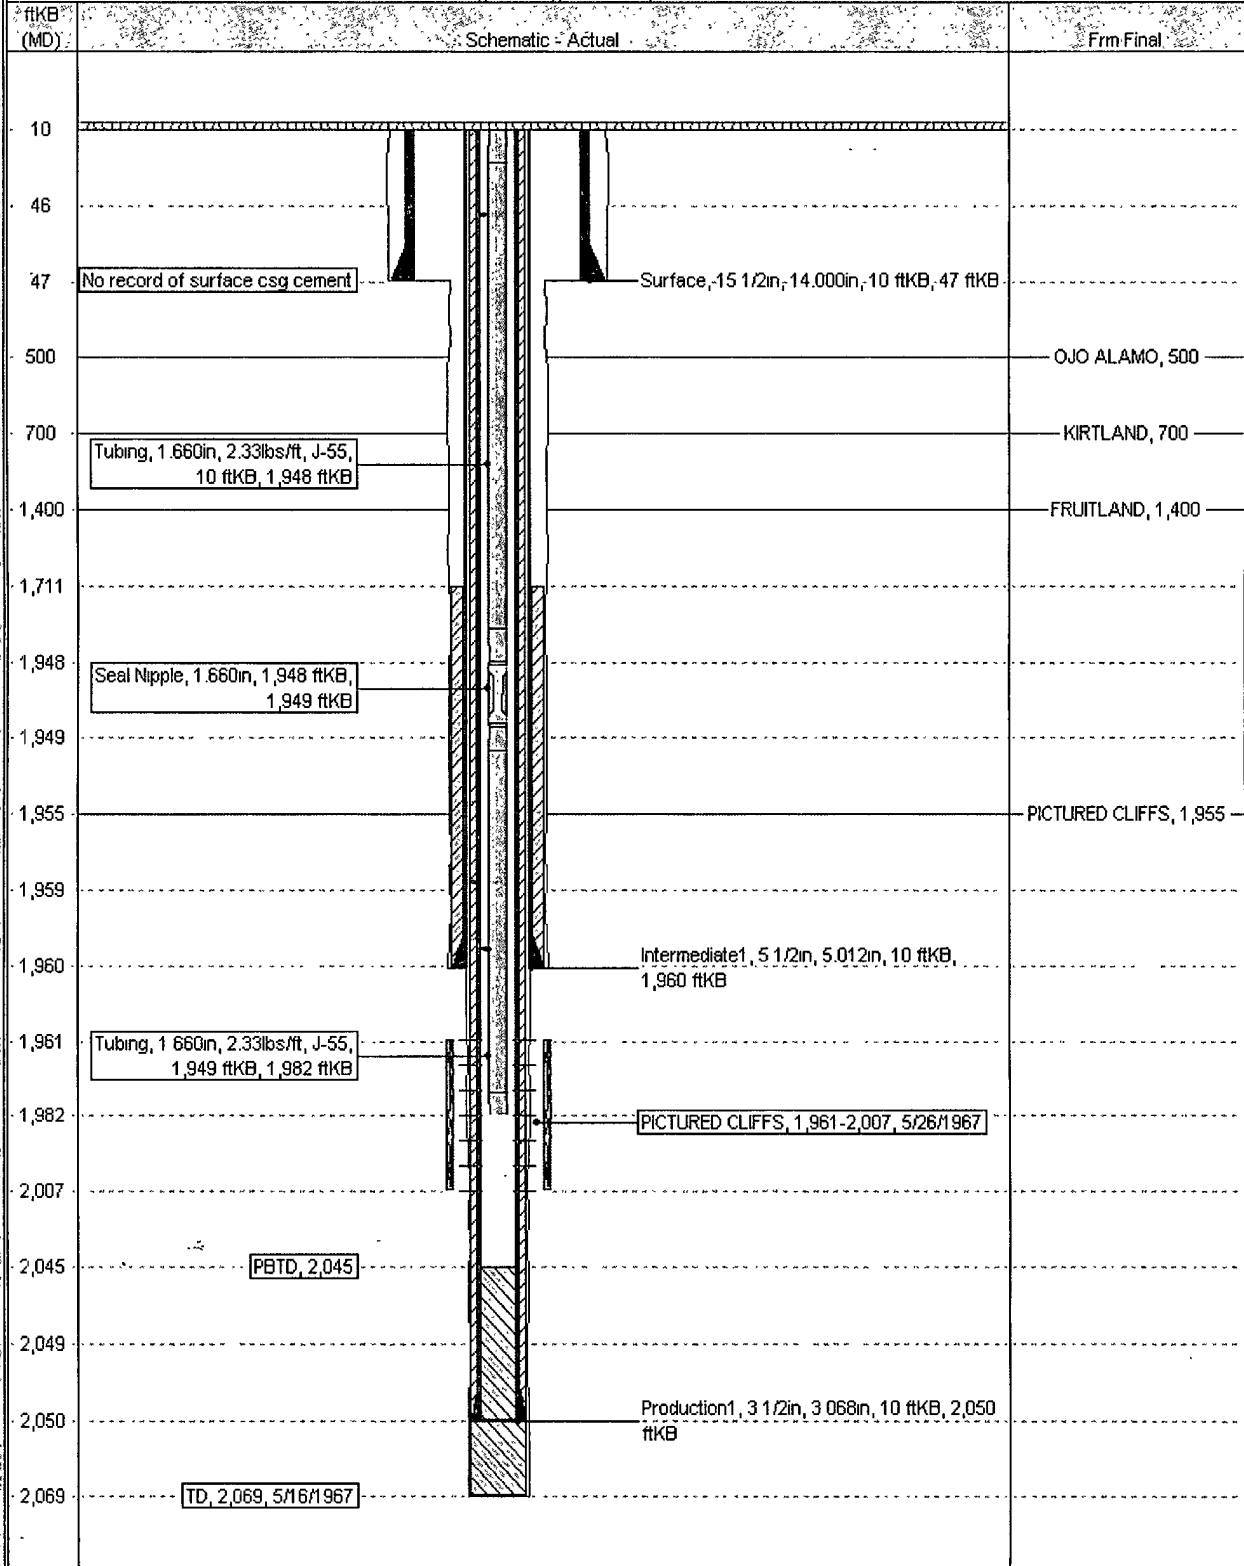 ftKB
(MD)
Schematic - Actual
Frm Final
10
46
47
No record of surface csg cement
Surface, 15 1/2in, 14.000in, 10 ftKB, 47 ftKB
500
OJO ALAMO, 500
700
KIRTLAND, 700
Tubing, 1.660in, 2.33lbs/ft, J-55,
10 ftKB, 1,948 ftKB
1,400
FRUITLAND, 1,400
1,711
1,948
Seal Nipple, 1.660in, 1,948 ftKB,
1,949 ftKB
1,949
1,955
PICTURED CLIFFS, 1,955
1,959
Intermediate1, 5 1/2in, 5.012in, 10 ftKB,
1,960 ftKB
1,960
1,961
Tubing, 1 660in, 2.33lbs/ft, J-55,
1,949 ftKB, 1,982 ftKB
1,982
PICTURED CLIFFS, 1,961-2,007, 5/26/1967
2,007
2,045
PBTD, 2,045
2,049
Production1, 3 1/2in, 3 068in, 10 ftKB, 2,050
ftKB
2,050
2,069
TD, 2,069, 5/16/1967